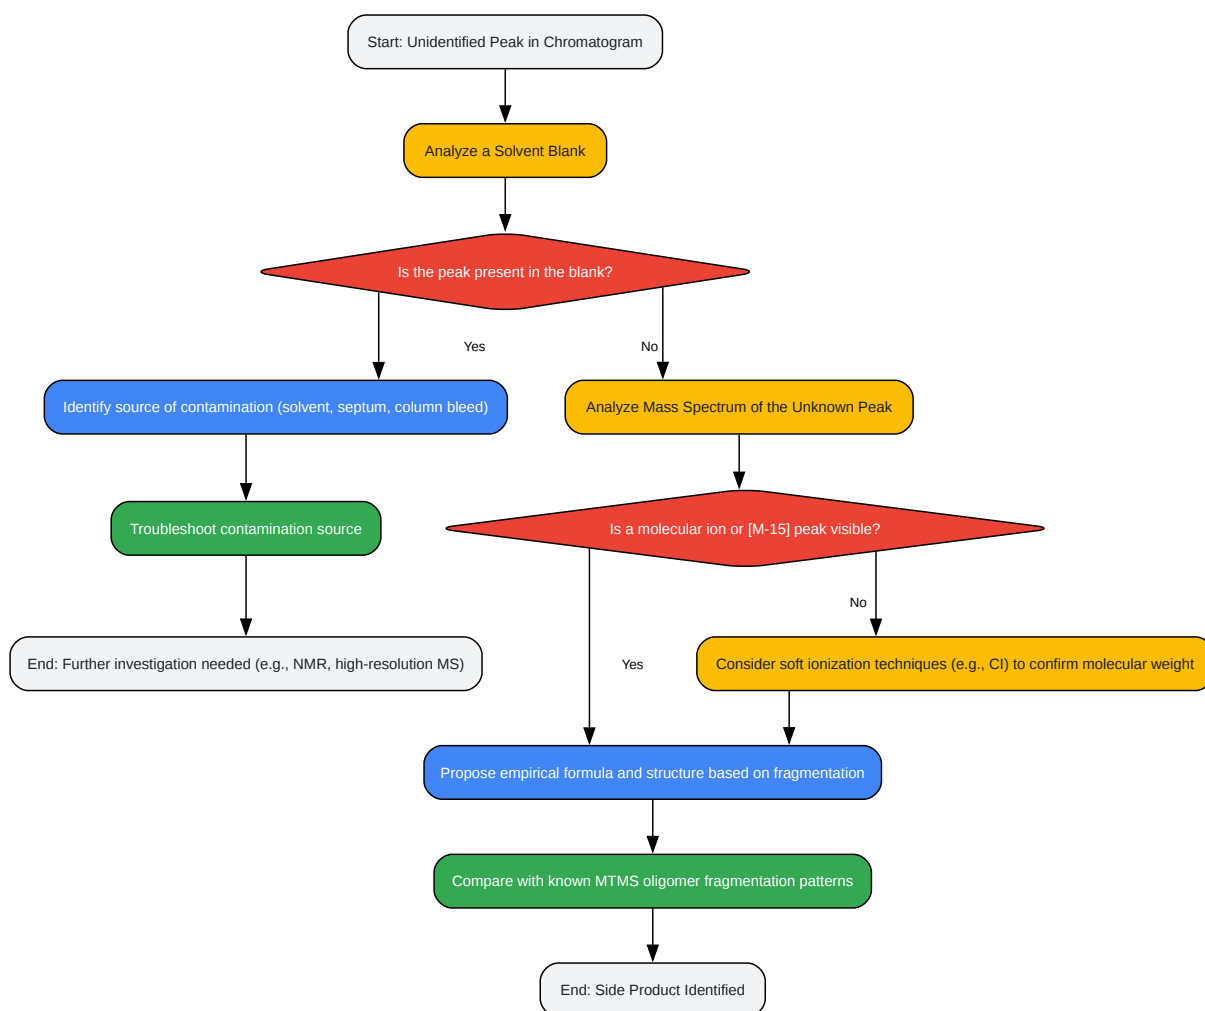 Start: Unidentified Peak in Chromatogram
Analyze a Solvent Blank
Is the peak present in the blank?
Yes
No
Identify source of contamination (solvent, septum, column bleed)
Analyze Mass Spectrum of the Unknown Peak
Troubleshoot contamination source
Is a molecular ion or [M-15] peak visible?
No
End: Further investigation needed (e.g., NMR, high-resolution MS)
Yes
Consider soft ionization techniques (e.g., CI) to confirm molecular weight
Propose empirical formula and structure based on fragmentation
Compare with known MTMS oligomer fragmentation patterns
End: Side Product Identified